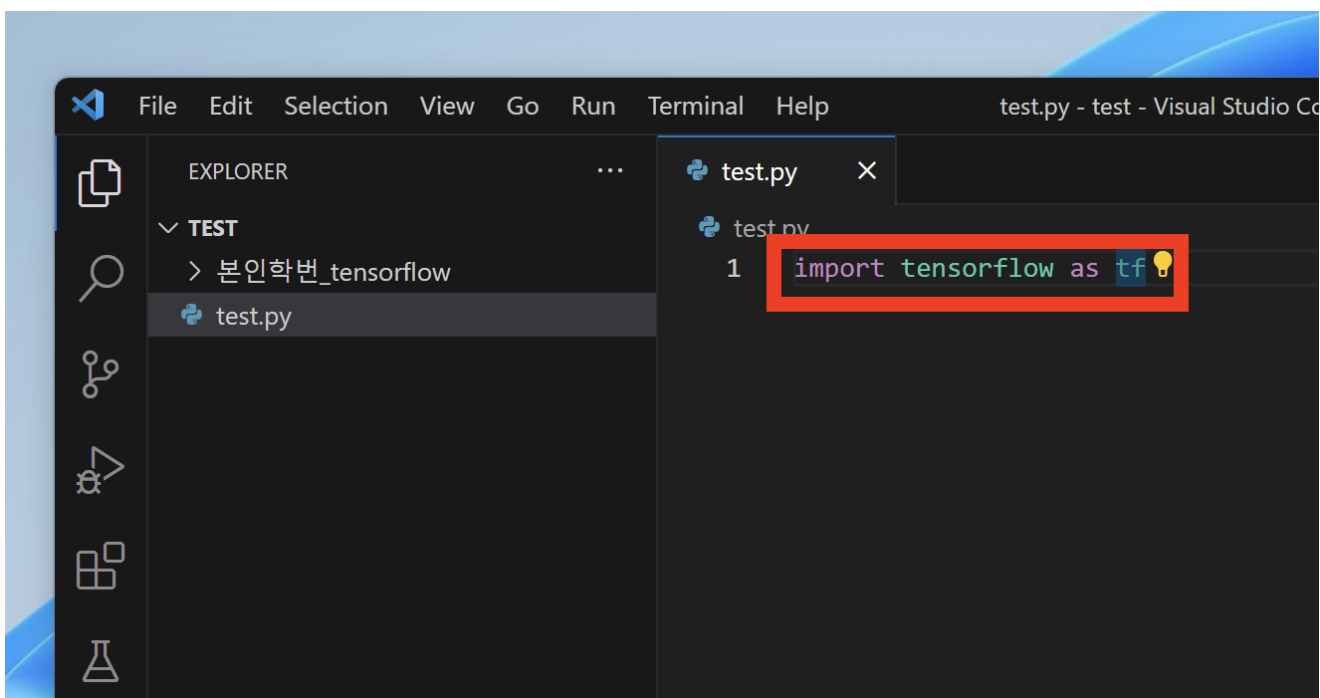 File Edit Selection View Go Run Terminal Help test.py - test - Visual Studio Co
EXPLORER ···
TEST
본인학번_tensorflow
test.py
test.py
test.py
1 import tensorflow as tf